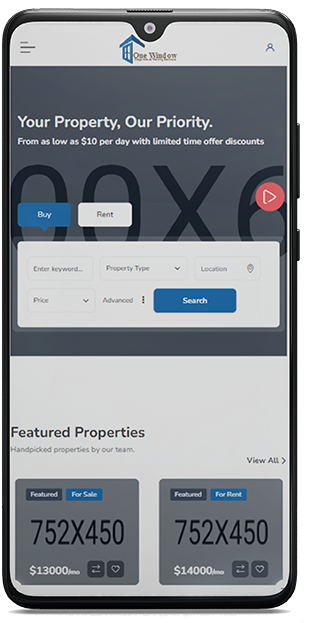 One Window
Your Property, Our Priority.
From as low as $10 per day with limited time offer discounts
00X6
Buy
Rent
Enter keyword...
Property Type
Location
Price
Advanced
Search
Featured Properties
Handpicked properties by our team.
View All
Featured
For Sale
752X450
$13000/mo
Featured
For Rent
752X450
$14000/mo